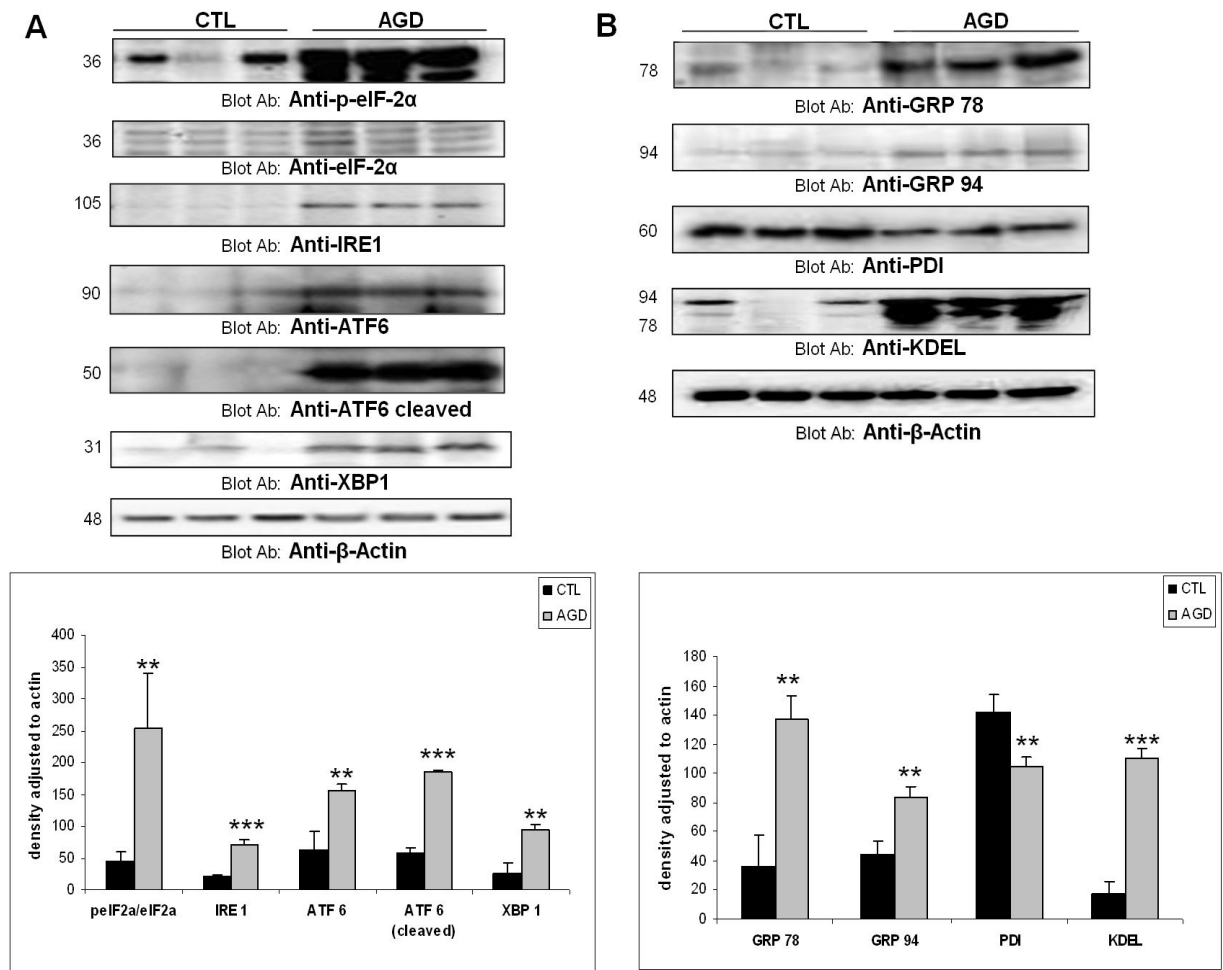 A
CTL AGD
36
Blot Ab: Anti-p-eIF-2α
36
Blot Ab: Anti-eIF-2α
105
Blot Ab: Anti-IRE1
90
Blot Ab: Anti-ATF6
50
Blot Ab: Anti-ATF6 cleaved
31
Blot Ab: Anti-XBP1
48
Blot Ab: Anti-β-Actin
CTL
AGD
density adjusted to actin
400
350
300
250
200
150
100
50
0
** *** ** *** **
peIF2a/eIF2a IRE 1 ATF 6 ATF 6 XBP 1
(cleaved)
B
CTL AGD
78
Blot Ab: Anti-GRP 78
94
Blot Ab: Anti-GRP 94
60
Blot Ab: Anti-PDI
94
78
Blot Ab: Anti-KDEL
48
Blot Ab: Anti-β-Actin
CTL
AGD
density adjusted to actin
180
160
140
120
100
80
60
40
20
0
** ** ** ***
GRP 78 GRP 94 PDI KDEL